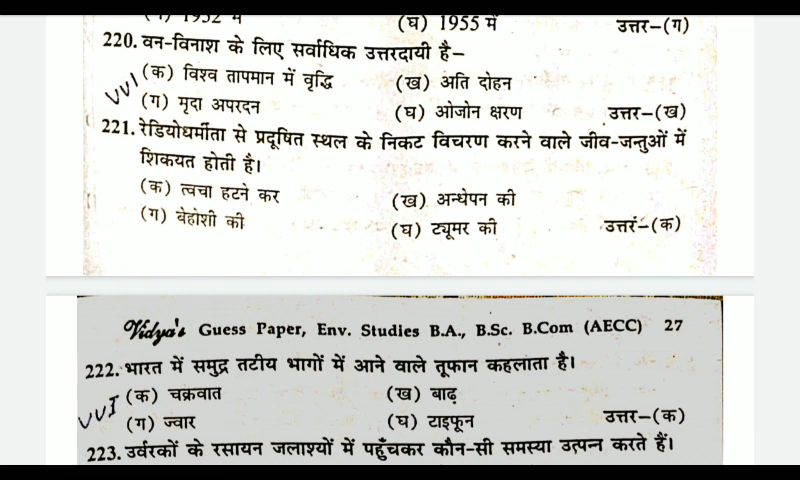 (घ) 1955 में उत्तर–(ग)
220. वन-विनाश के लिए सर्वाधिक उत्तरदायी है–
(क) विश्व तापमान में वृद्धि (ख) अति दोहन
VVI (ग) मृदा अपरदन (घ) ओजोन क्षरण उत्तर–(ख)
221. रेडियोधर्मीता से प्रदूषित स्थल के निकट विचरण करने वाले जीव-जन्तुओं में
शिकयत होती है।
(क) त्वचा हटने कर (ख) अन्धेपन की
(ग) बेहोशी की (घ) ट्यूमर की उत्तर–(क)
Vidya's Guess Paper, Env. Studies B.A., B.Sc. B.Com (AECC) 27
222. भारत में समुद्र तटीय भागों में आने वाले तूफान कहलाता है।
(क) चक्रवात (ख) बाढ़
VVI (ग) ज्वार (घ) टाइफून उत्तर–(क)
223. उर्वरकों के रसायन जलाश्यों में पहुँचकर कौन-सी समस्या उत्पन्न करते हैं।